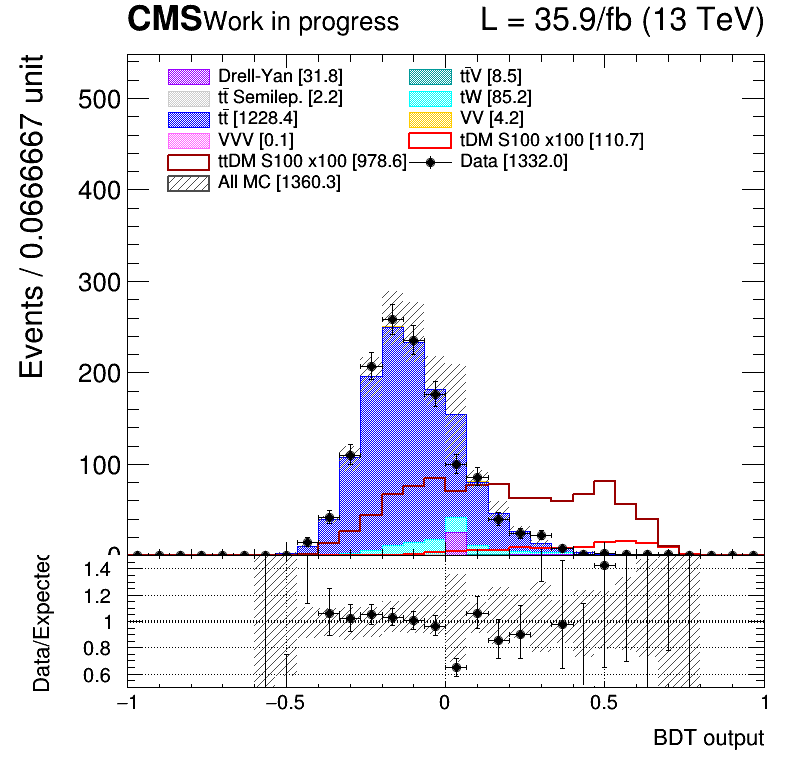 CMS Work in progress L = 35.9/fb (13 TeV)
Drell-Yan [31.8] tt̄V [8.5]
tt̄ Semilep. [2.2] tW [85.2]
tt̄ [1228.4] VV [4.2]
VVV [0.1] tDM S100 x100 [110.7]
ttDM S100 x100 [978.6] Data [1332.0]
All MC [1360.3]
Events / 0.0666667 unit
500
400
300
200
100
0
Data/Expected
1.4
1.2
1
0.8
0.6
−1 −0.5 0 0.5 1
BDT output